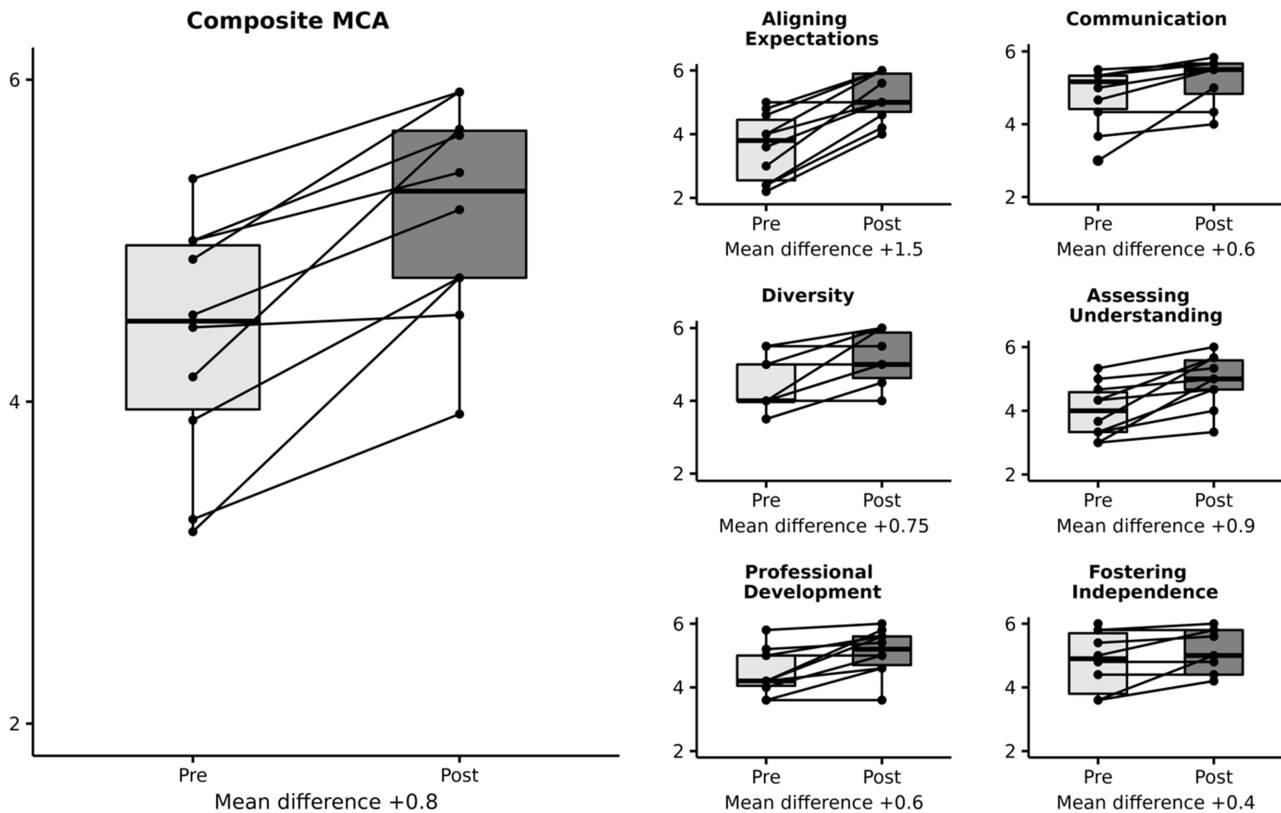 Composite MCA
6
4
2
Pre Post
Mean difference +0.8
Aligning
Expectations
6
4
2
Pre Post
Mean difference +1.5
Communication
6
4
2
Pre Post
Mean difference +0.6
Diversity
6
4
2
Pre Post
Mean difference +0.75
Assessing
Understanding
6
4
2
Pre Post
Mean difference +0.9
Professional
Development
6
4
2
Pre Post
Mean difference +0.6
Fostering
Independence
6
4
2
Pre Post
Mean difference +0.4